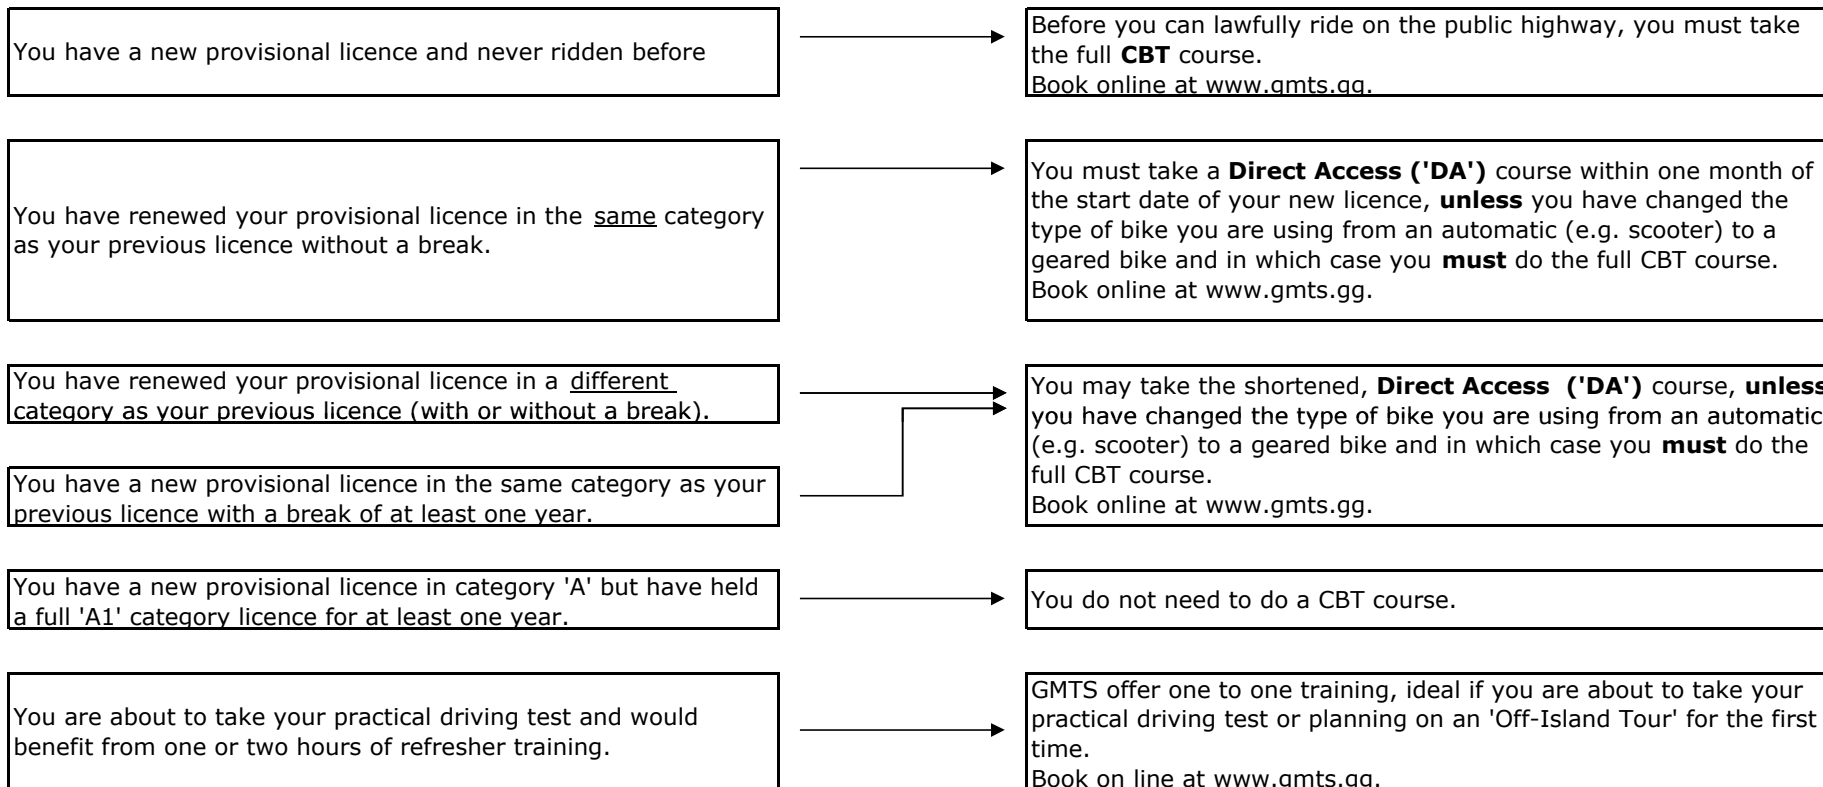 You have a new provisional licence and never ridden before
Before you can lawfully ride on the public highway, you must take
the full CBT course.
Book online at www.gmts.gg.
You have renewed your provisional licence in the same category
as your previous licence without a break.
You must take a Direct Access ('DA') course within one month of
the start date of your new licence, unless you have changed the
type of bike you are using from an automatic (e.g. scooter) to a
geared bike and in which case you must do the full CBT course.
Book online at www.gmts.gg.
You have renewed your provisional licence in a different
category as your previous licence (with or without a break).
You have a new provisional licence in the same category as your
previous licence with a break of at least one year.
You may take the shortened, Direct Access ('DA') course, unless
you have changed the type of bike you are using from an automatic
(e.g. scooter) to a geared bike and in which case you must do the
full CBT course.
Book online at www.gmts.gg.
You have a new provisional licence in category 'A' but have held
a full 'A1' category licence for at least one year.
You do not need to do a CBT course.
You are about to take your practical driving test and would
benefit from one or two hours of refresher training.
GMTS offer one to one training, ideal if you are about to take your
practical driving test or planning on an 'Off-Island Tour' for the first
time.
Book on line at www.gmts.gg.